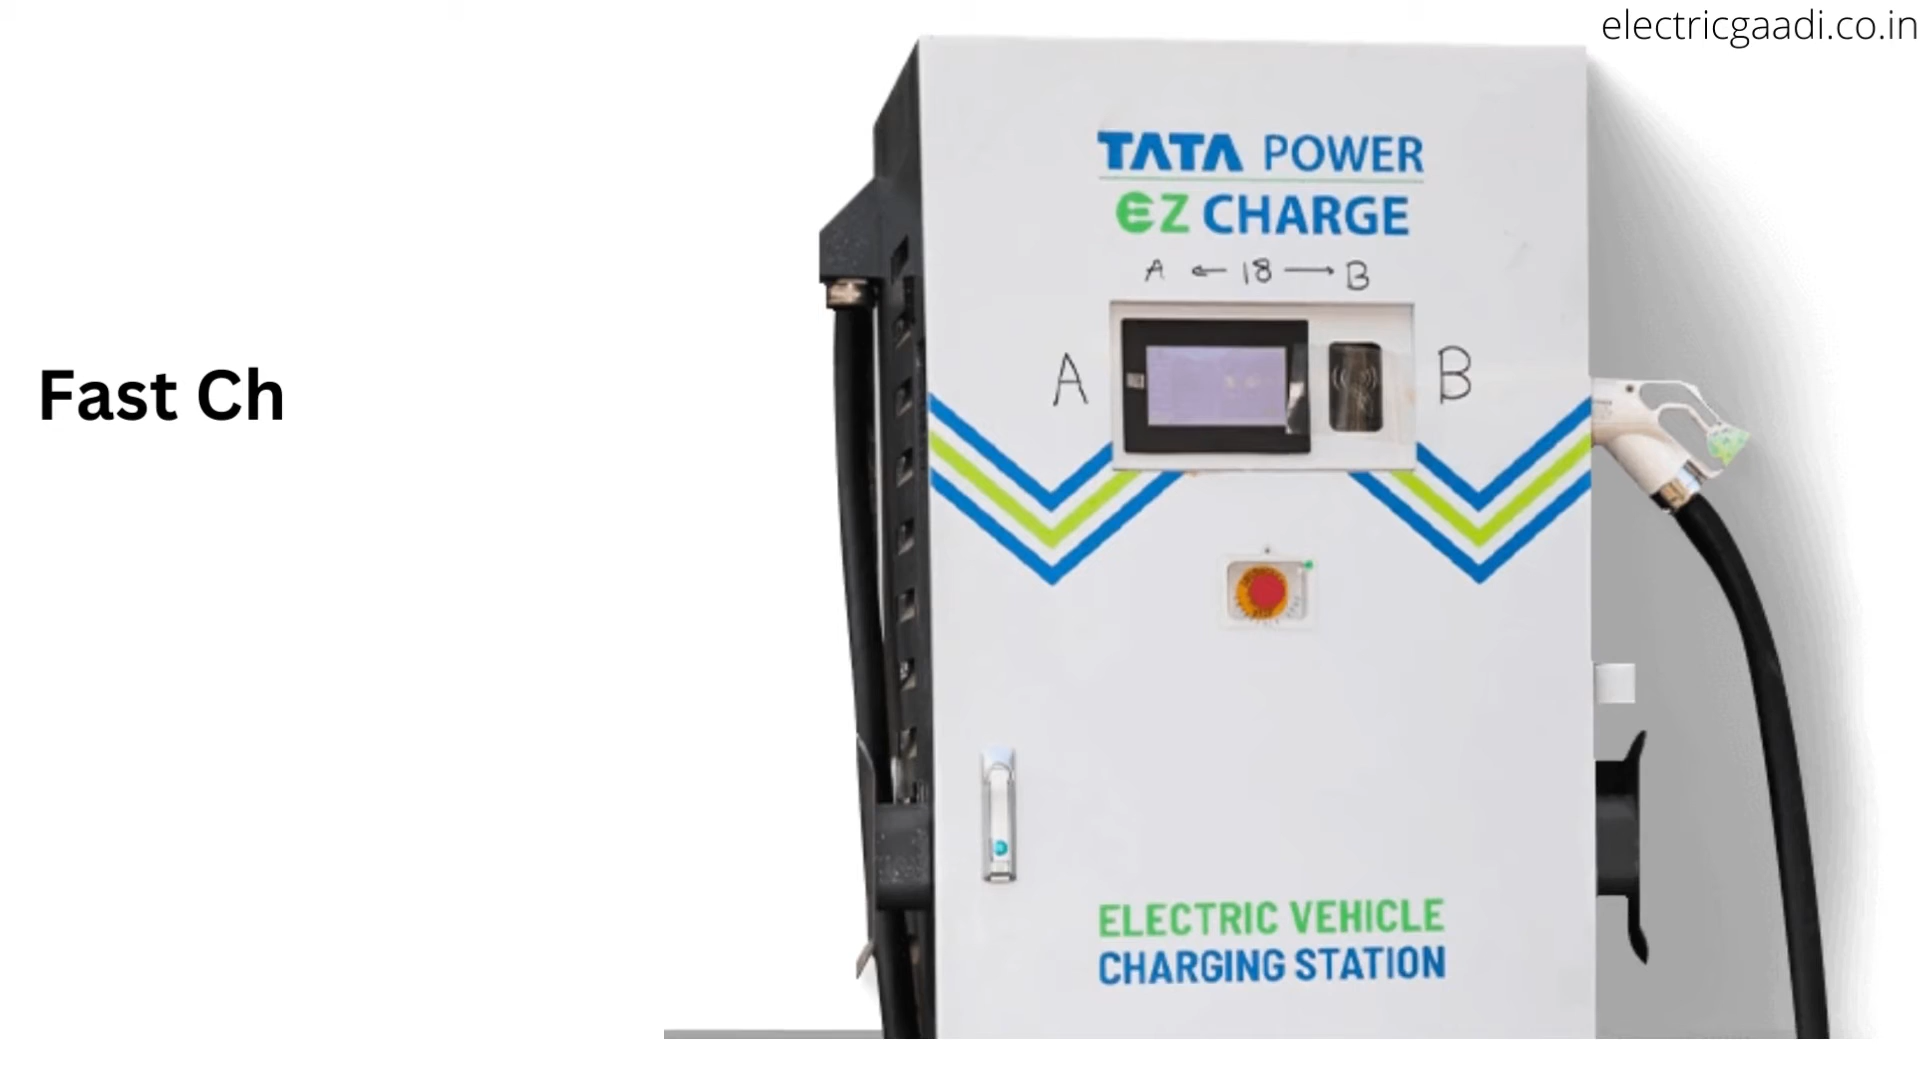 electricgaadi.co.in
TATA POWER
EZ CHARGE
A ← 18 → B
A
B
Fast Ch
ELECTRIC VEHICLE
CHARGING STATION